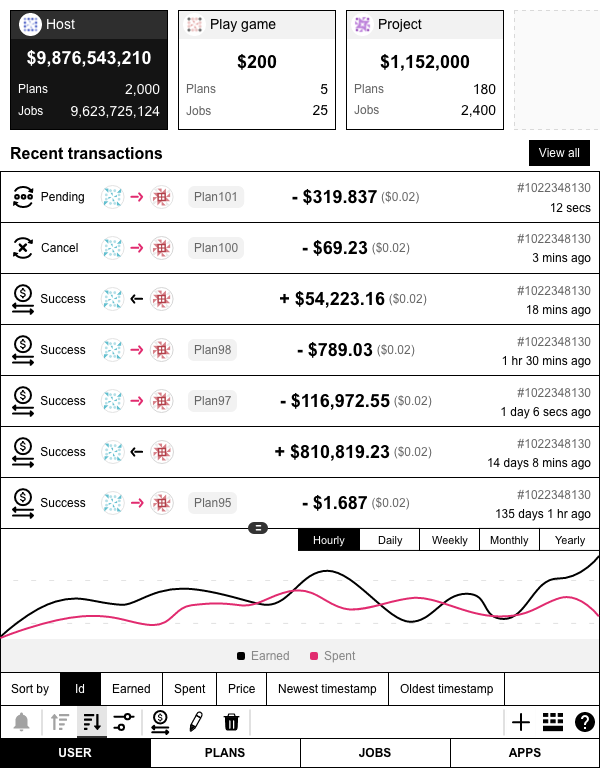 Host
$9,876,543,210
Plans 2,000
Jobs 9,623,725,124
Play game
$200
Plans 5
Jobs 25
Project
$1,152,000
Plans 180
Jobs 2,400
Recent transactions
View all
Pending Plan101 - $319.837 ($0.02) #1022348130
12 secs
Cancel Plan100 - $69.23 ($0.02) #1022348130
3 mins ago
Success + $54,223.16 ($0.02) #1022348130
18 mins ago
Success Plan98 - $789.03 ($0.02) #1022348130
1 hr 30 mins ago
Success Plan97 - $116,972.55 ($0.02) #1022348130
1 day 6 secs ago
Success + $810,819.23 ($0.02) #1022348130
14 days 8 mins ago
Success Plan95 - $1.687 ($0.02) #1022348130
135 days 1 hr ago
Hourly Daily Weekly Monthly Yearly
Earned Spent
Sort by Id Earned Spent Price Newest timestamp Oldest timestamp
USER PLANS JOBS APPS